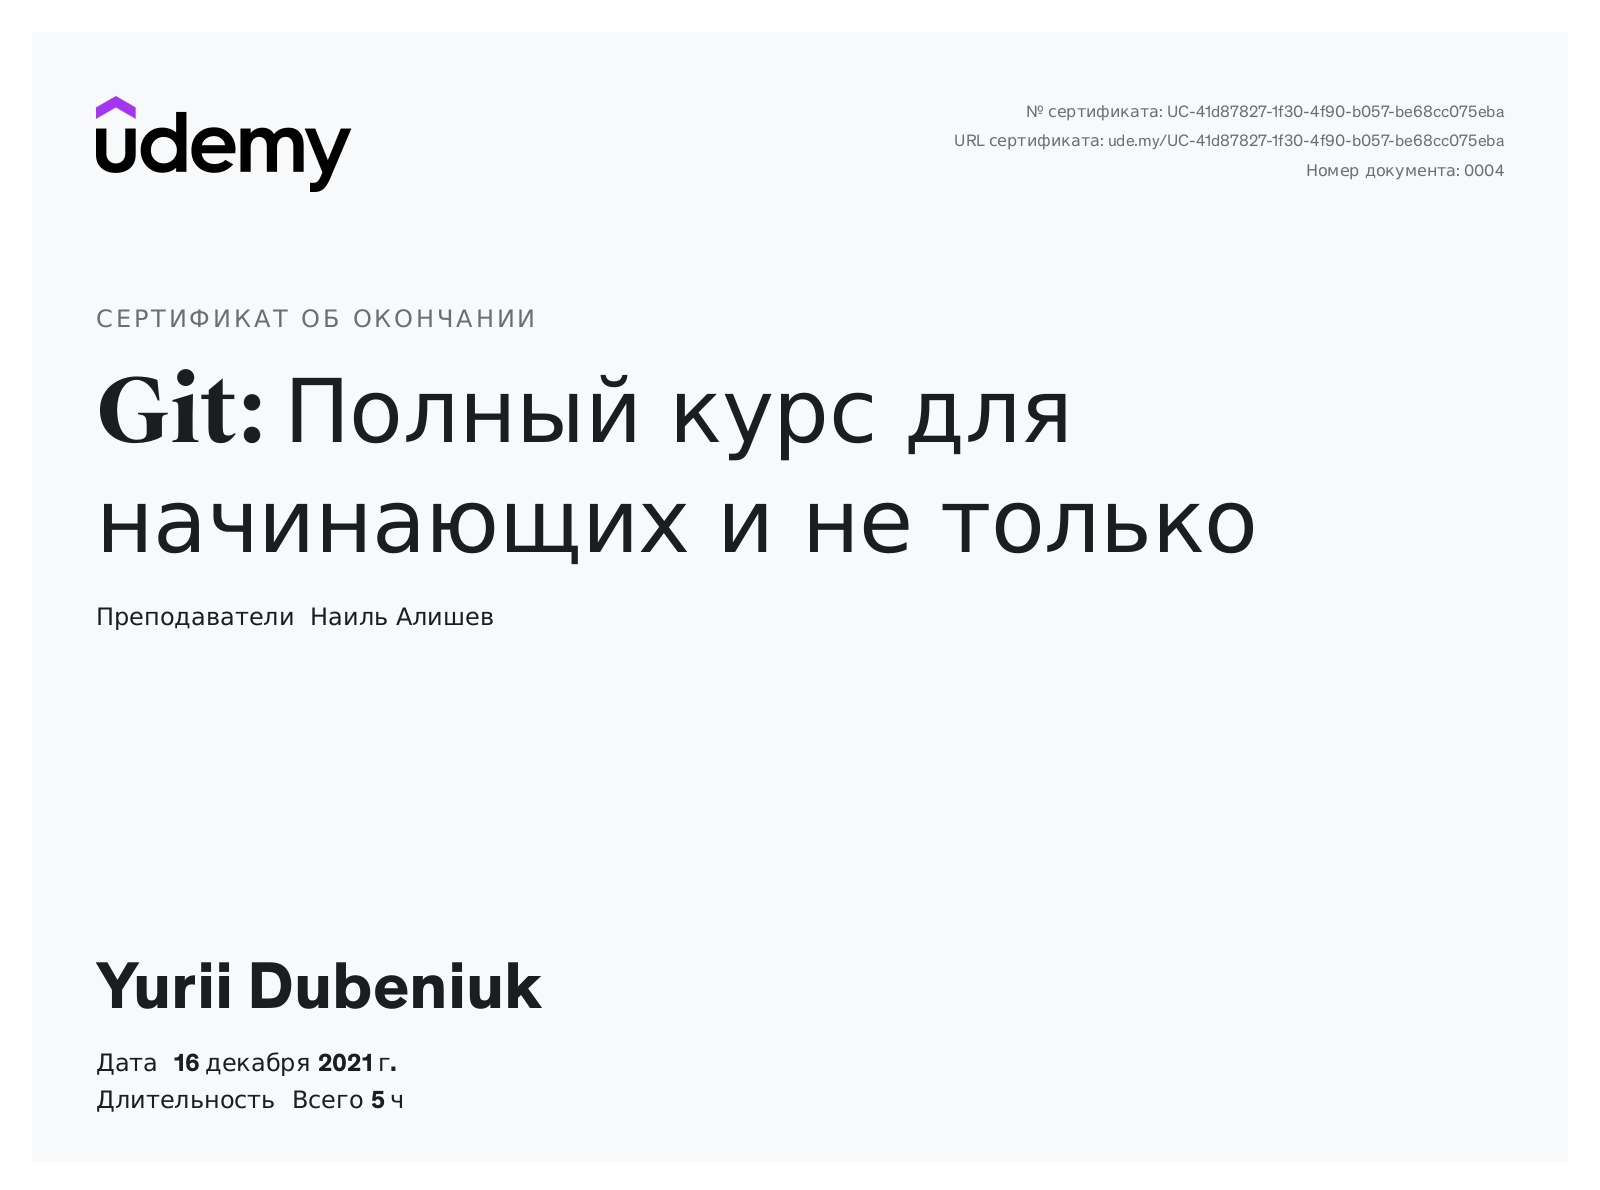 udemy
№ сертификата: UC-41d87827-1f30-4f90-b057-be68cc075eba
URL сертификата: ude.my/UC-41d87827-1f30-4f90-b057-be68cc075eba
Номер документа: 0004
СЕРТИФИКАТ ОБ ОКОНЧАНИИ
Git: Полный курс для
начинающих и не только
Преподаватели Наиль Алишев
Yurii Dubeniuk
Дата 16 декабря 2021 г.
Длительность Всего 5 ч